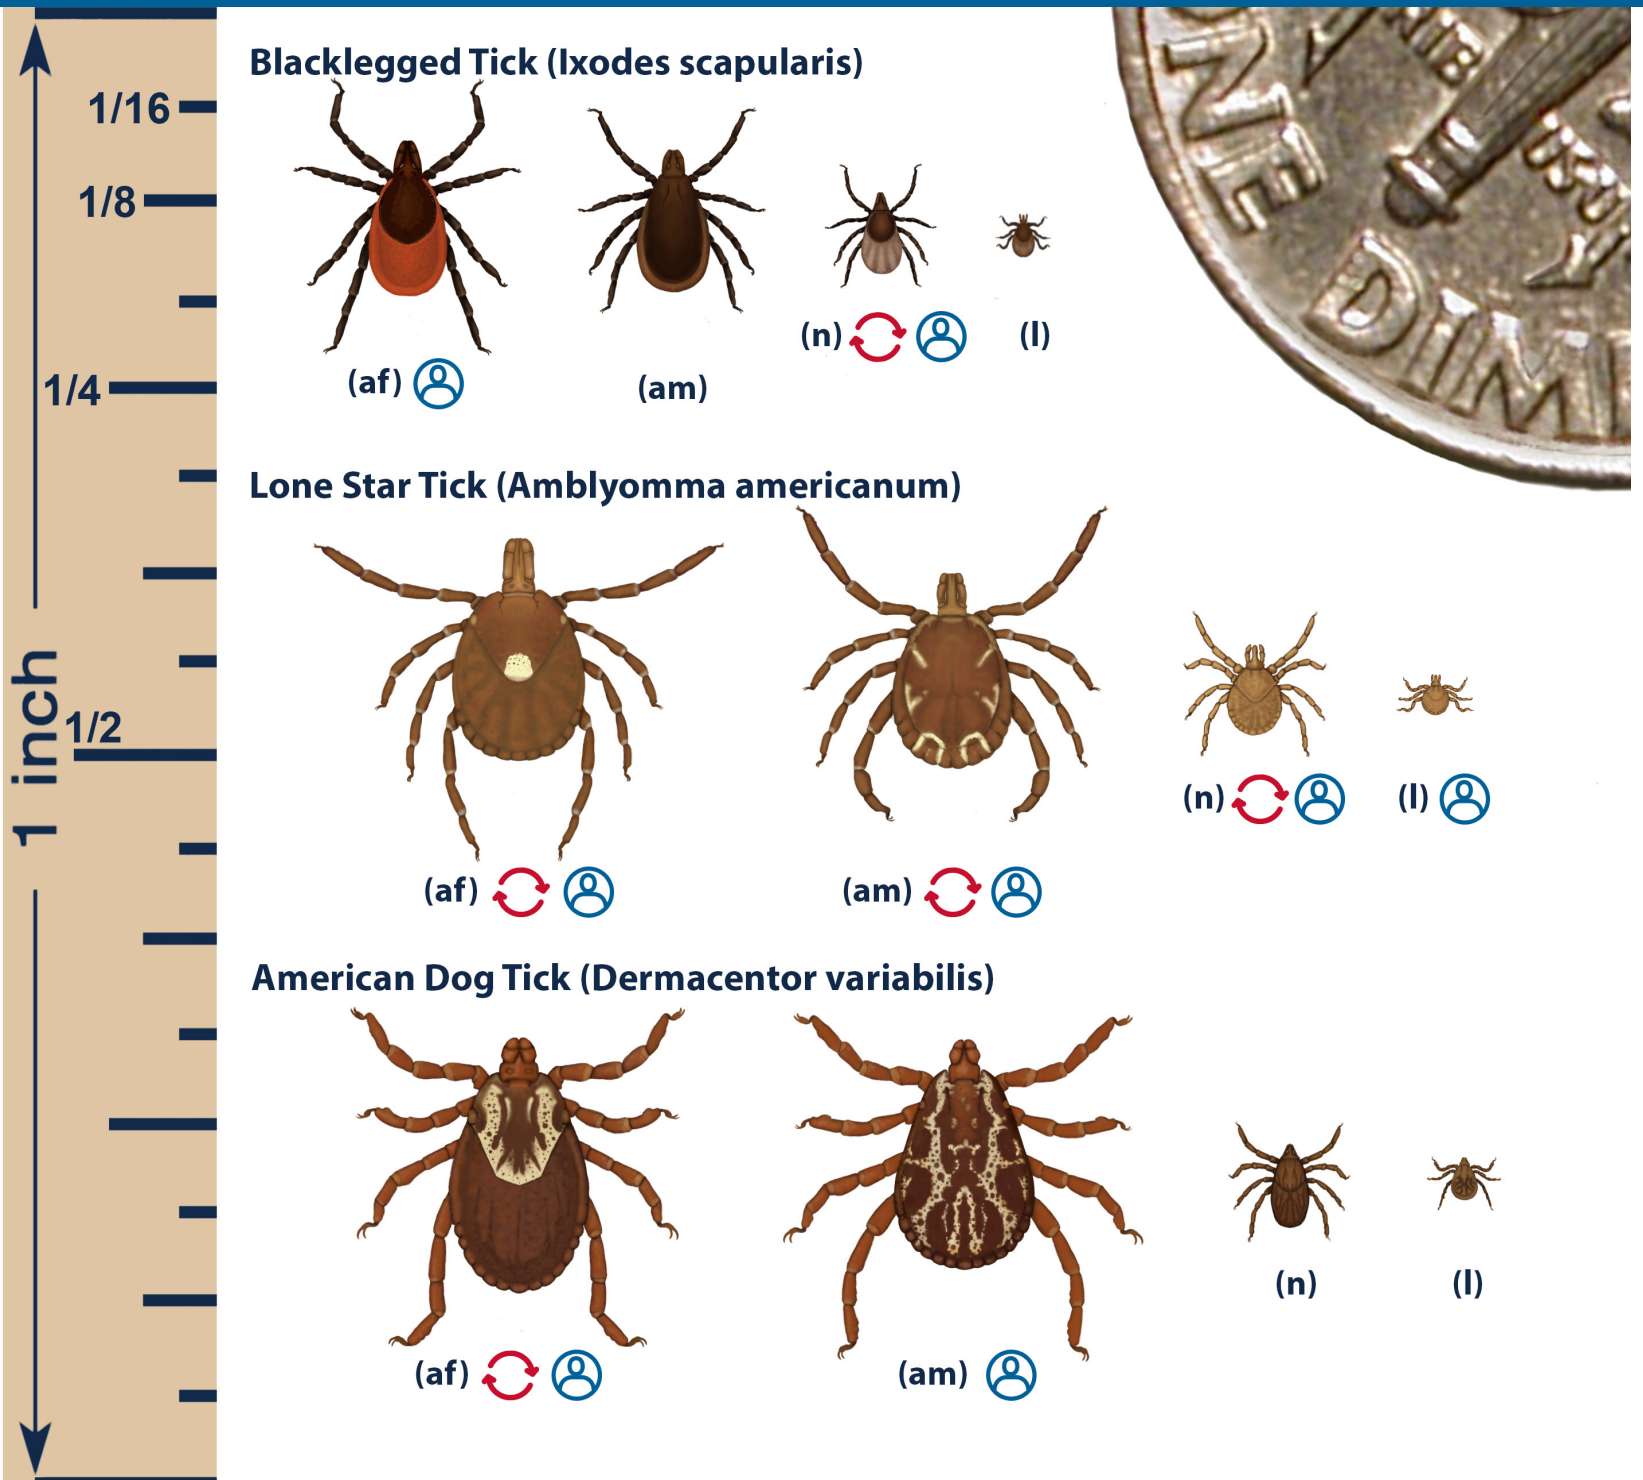 1 inch
1/16
1/8
1/4
1/2
Blacklegged Tick (Ixodes scapularis)
(af)
(am)
(n)
(l)
ONE
DIM
Lone Star Tick (Amblyomma americanum)
(af)
(am)
(n)
(l)
American Dog Tick (Dermacentor variabilis)
(af)
(am)
(n)
(l)